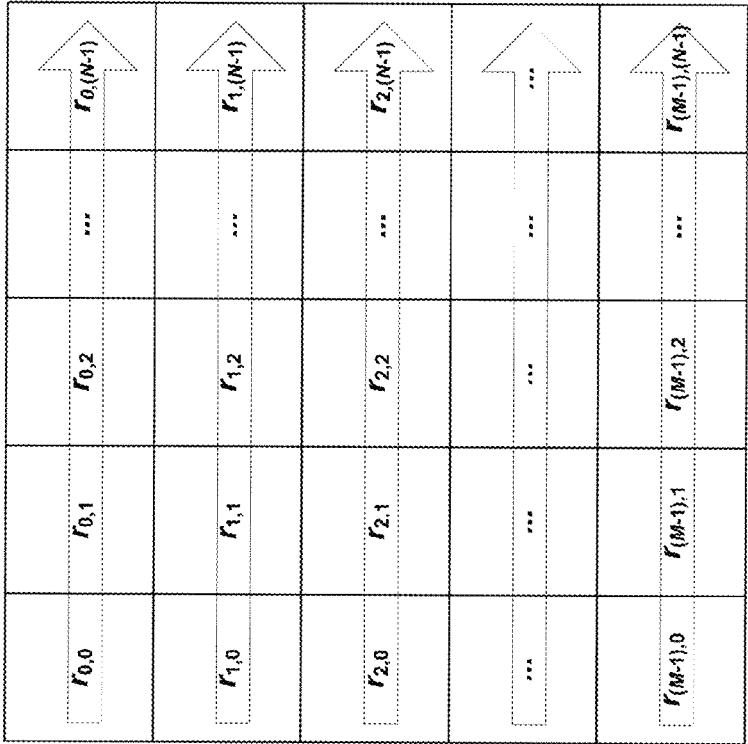 r0,0 r0,1 r0,2 ... r0,(N-1)
r1,0 r1,1 r1,2 ... r1,(N-1)
r2,0 r2,1 r2,2 ... r2,(N-1)
... ... ... ... ...
r(M-1),0 r(M-1),1 r(M-1),2 ... r(M-1),(N-1)